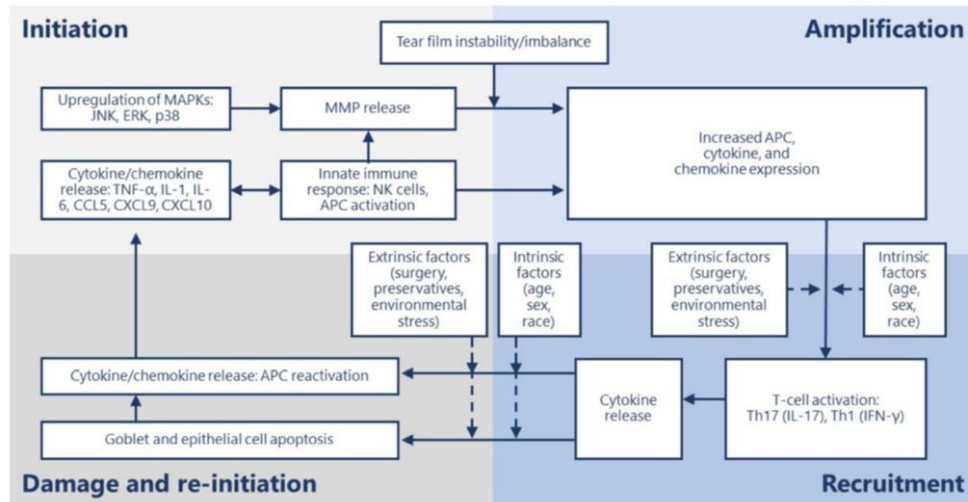 Initiation
Amplification
Tear film instability/imbalance
Upregulation of MAPKs:
JNK, ERK, p38
MMP release
Increased APC,
cytokine, and
chemokine expression
Cytokine/chemokine
release: TNF-α, IL-1, IL-
6, CCL5, CXCL9, CXCL10
Innate immune
response: NK cells,
APC activation
Extrinsic factors
(surgery,
preservatives,
environmental
stress)
Intrinsic
factors
(age,
sex,
race)
Extrinsic factors
(surgery,
preservatives,
environmental
stress)
Intrinsic
factors
(age,
sex,
race)
Cytokine/chemokine release: APC reactivation
Cytokine
release
T-cell activation:
Th17 (IL-17), Th1 (IFN-γ)
Goblet and epithelial cell apoptosis
Damage and re-initiation
Recruitment